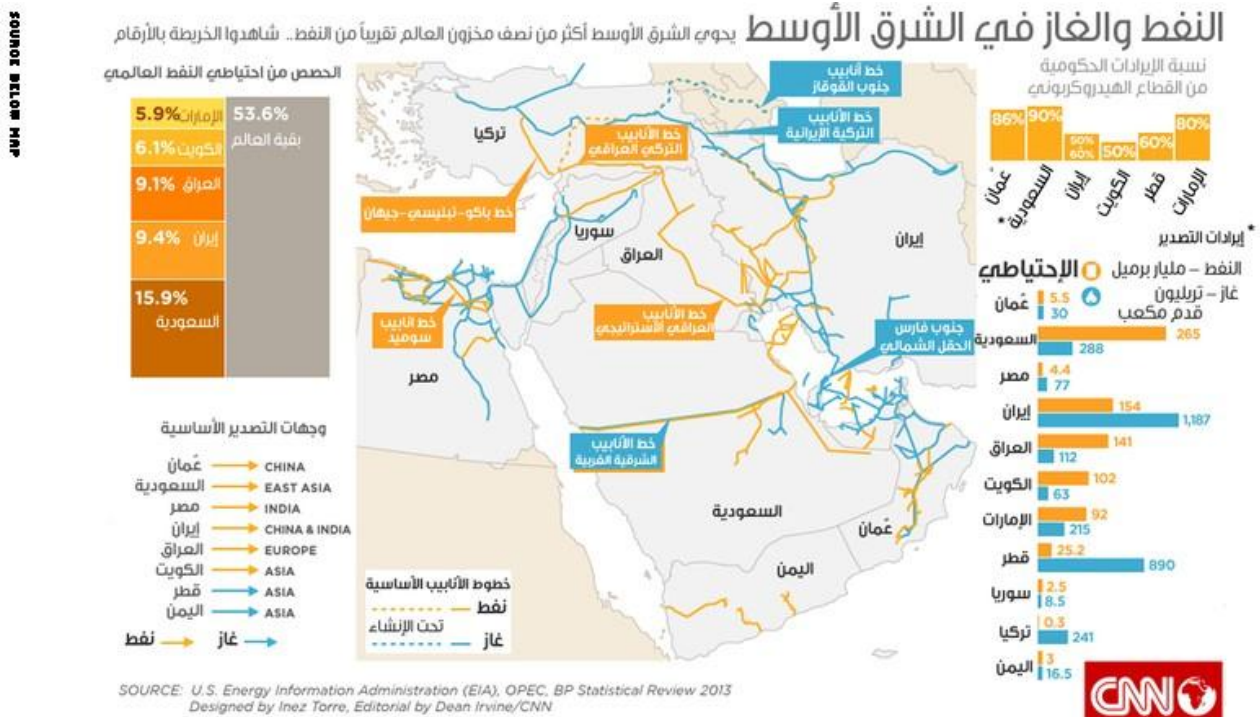 النفط والغاز في الشرق الأوسط
يحوي الشرق الأوسط أكثر من نصف مخزون العالم تقريباً من النفط.. شاهدوا الخريطة بالأرقام
SOURCE BELOW MAP
نسبة الإيرادات الحكومية
من القطاع الهيدروكربوني
86%
90%
50%
60%
50%
60%
80%
عُمان
السعودية *
إيران
الكويت
قطر
الإمارات
* إيرادات التصدير
الحصص من احتياطي النفط العالمي
5.9% الإمارات
6.1% الكويت
9.1% العراق
9.4% إيران
15.9%
السعودية
53.6%
بقية العالم
خط أنابيب
جنوب القوقاز
خط الأنابيب
التركية الإيرانية
خط الأنابيب
التركي العراقي
خط باكو-تبليسي-جيهان
خط الأنابيب
العراقي الاستراتيجي
خط انابيب
سوميد
جنوب فارس
الحقل الشمالي
خط الأنابيب
الشرقية الغربية
تركيا
سوريا
العراق
إيران
مصر
السعودية
عُمان
اليمن
خطوط الأنابيب الأساسية
نفط
تحت الإنشاء
غاز
الإحتياطي
النفط – مليار برميل
غاز – تريليون
قدم مكعب
عُمان 5.5
30
السعودية 265
288
مصر 4.4
77
إيران 154
1,187
العراق 141
112
الكويت 102
63
الإمارات 92
215
قطر 25.2
890
سوريا 2.5
8.5
تركيا 0.3
241
اليمن 3
16.5
وجهات التصدير الأساسية
عُمان CHINA
السعودية EAST ASIA
مصر INDIA
إيران CHINA & INDIA
العراق EUROPE
الكويت ASIA
قطر ASIA
اليمن ASIA
نفط غاز
SOURCE: U.S. Energy Information Administration (EIA), OPEC, BP Statistical Review 2013
Designed by Inez Torre, Editorial by Dean Irvine/CNN
CNN